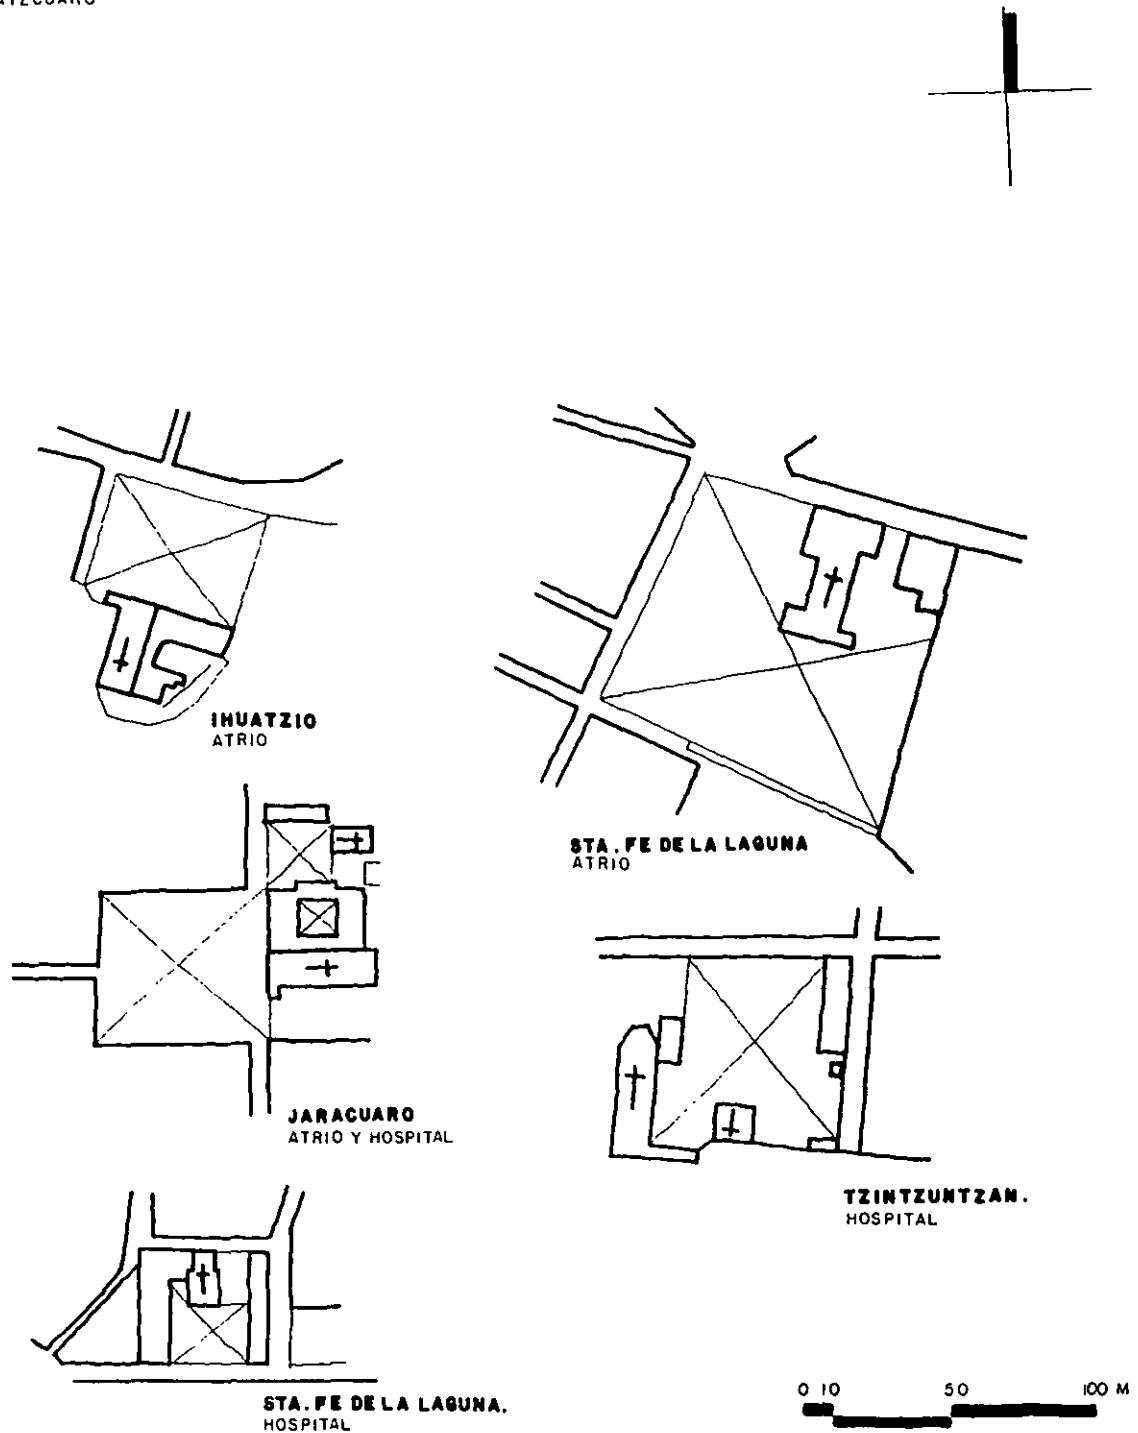 IHUATZIO
ATRIO
STA. FE DE LA LAGUNA
ATRIO
JARACUARO
ATRIO Y HOSPITAL
TZINTZUNTZAN.
HOSPITAL
STA. FE DE LA LAGUNA.
HOSPITAL
0 10 50 100 M